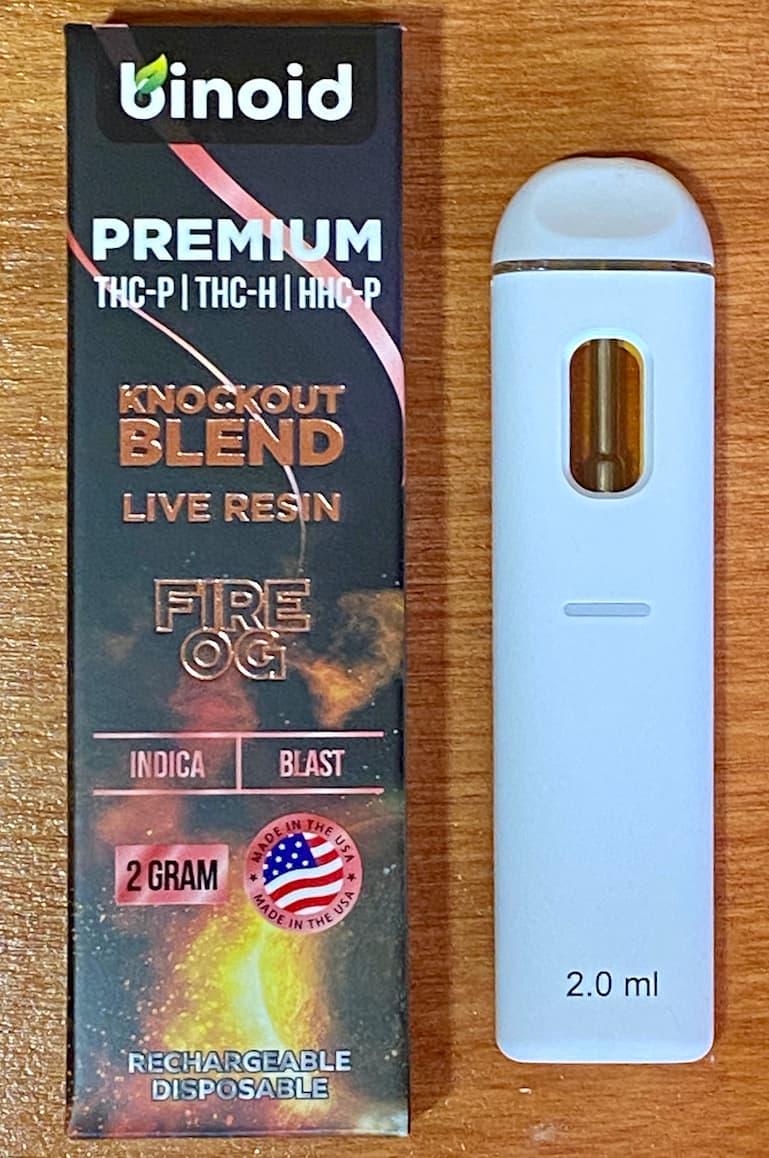 binoid
PREMIUM
THC-P | THC-H | HHC-P
KNOCKOUT
BLEND
LIVE RESIN
FIRE
OG
INDICA | BLAST
2 GRAM
MADE IN THE USA
MADE IN THE USA
RECHARGEABLE
DISPOSABLE
2.0 ml